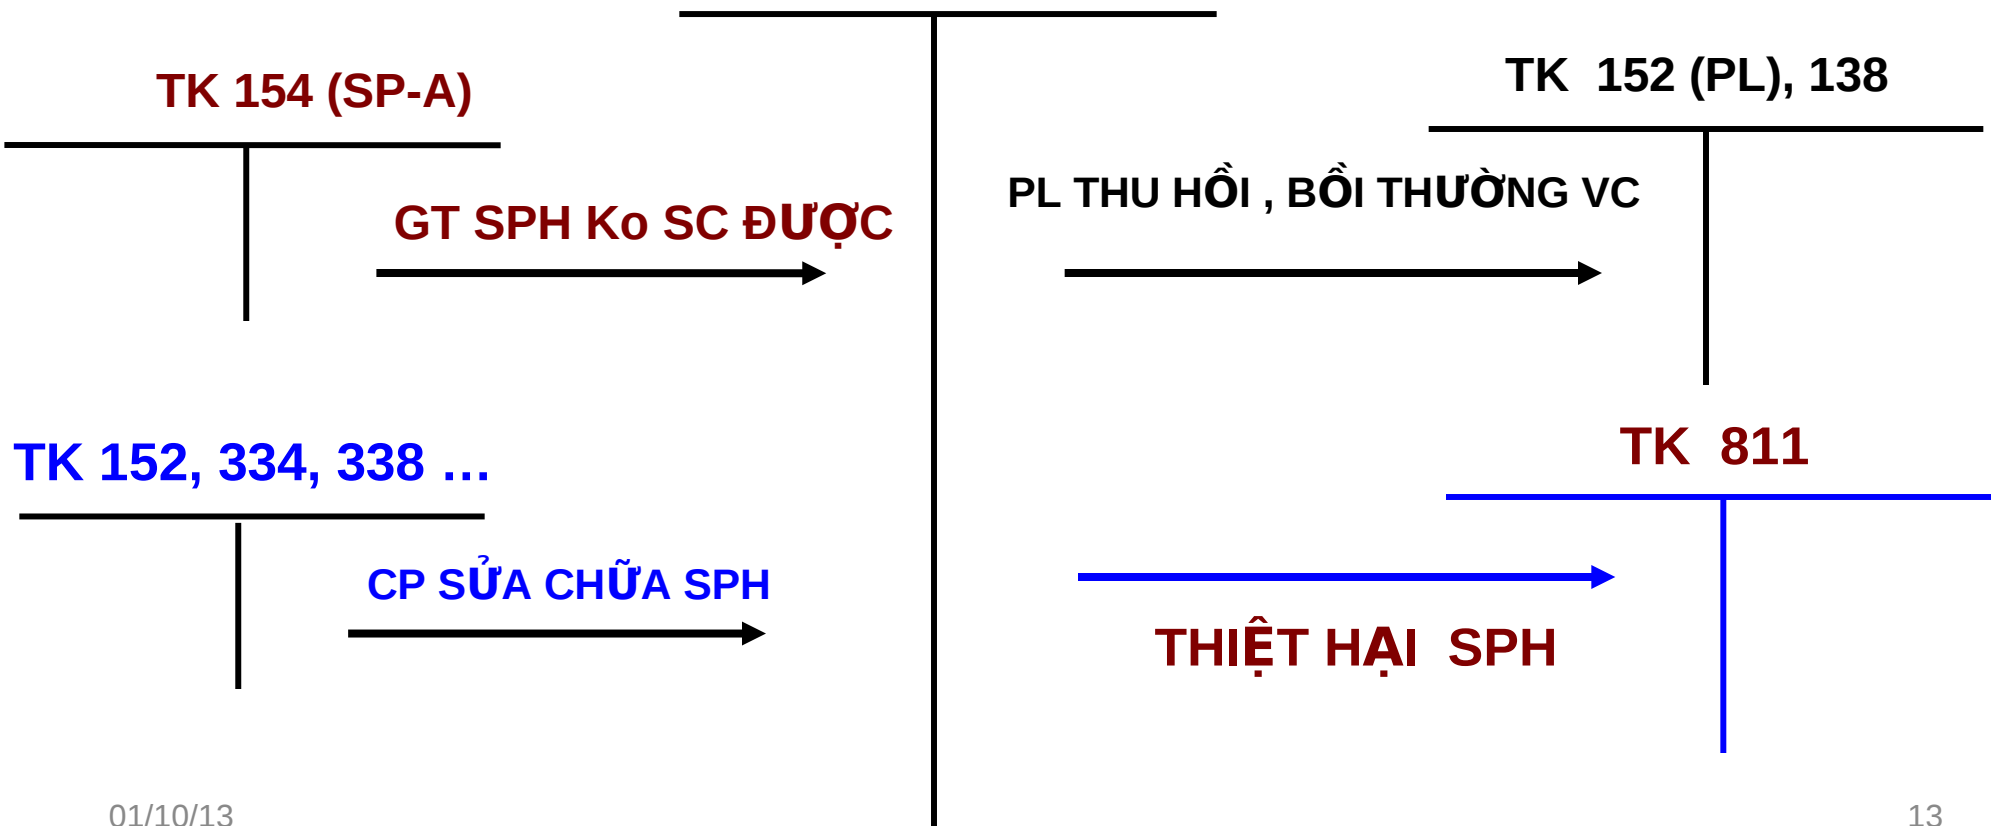 TK 154 (SP-A)
TK 152 (PL), 138
PL THU HỒI , BỒI THƯỜNG VC
GT SPH Ko SC ĐƯỢC
TK 152, 334, 338 ...
TK 811
CP SỬA CHỮA SPH
THIỆT HẠI SPH
01/10/13
13